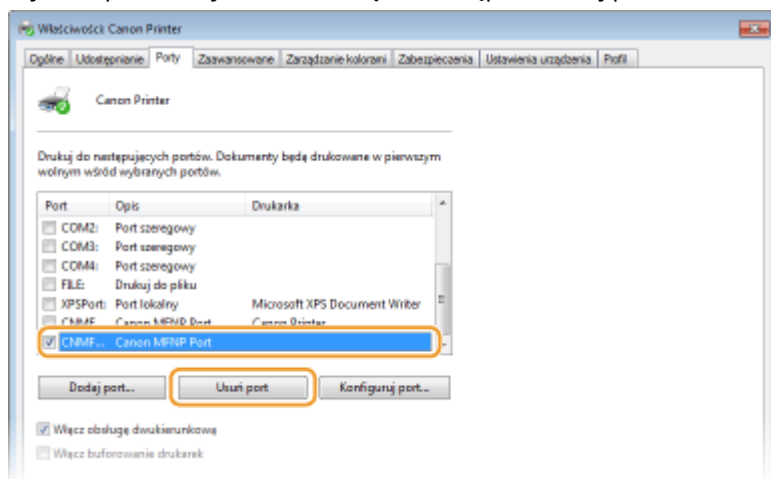 Właściwości: Canon Printer
Ogólne Udostępnianie Porty Zaawansowane Zarządzanie kolorami Zabezpieczenia Ustawienia urządzenia Profil
Canon Printer
Drukuj do następujących portów. Dokumenty będą drukowane w pierwszym
wolnym wśród wybranych portów.
Port Opis Drukarka
COM2: Port szeregowy
COM3: Port szeregowy
COM4: Port szeregowy
FILE: Drukuj do pliku
XPSPort: Port lokalny Microsoft XPS Document Writer
CNMF... Canon MFNP Port Canon Printer
CNMF... Canon MFNP Port
Dodaj port... Usuń port Konfiguruj port...
Włącz obsługę dwukierunkową
Włącz buforowanie drukarek